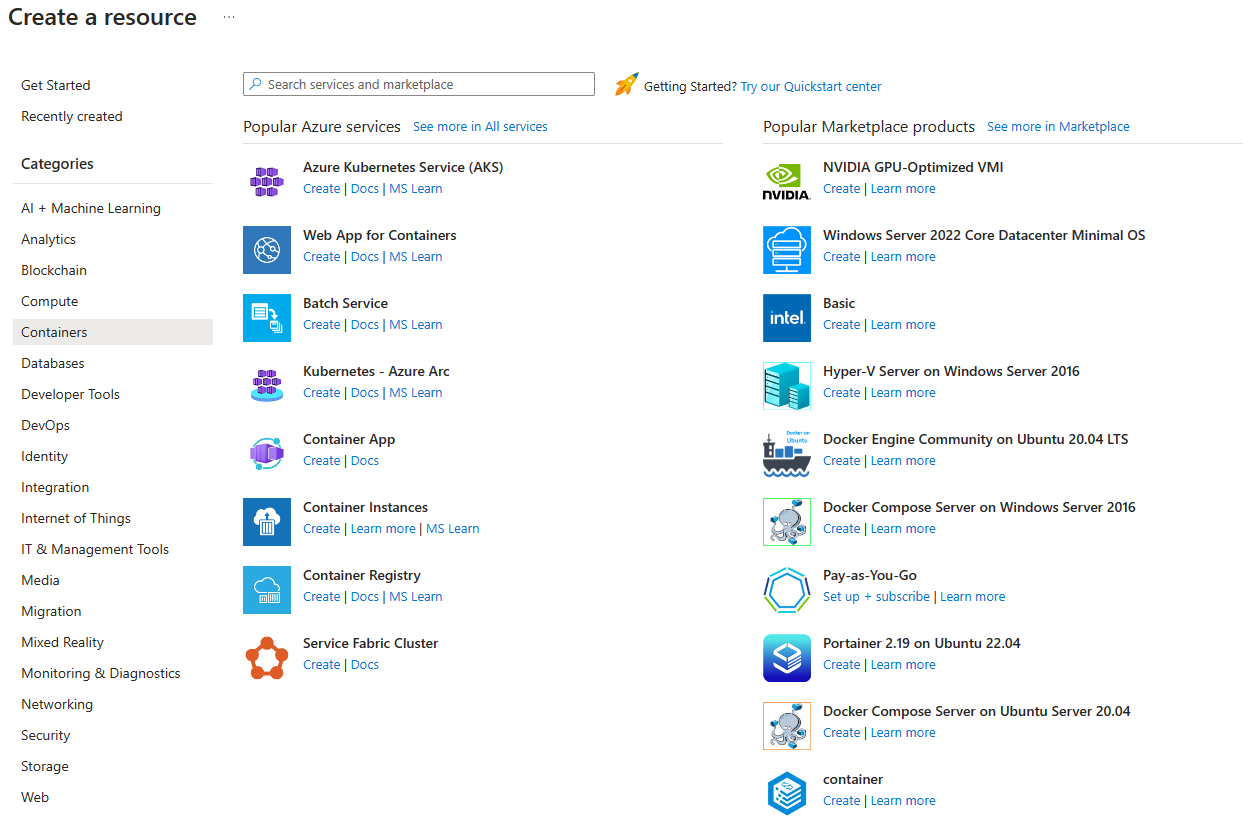 Create a resource ...
Get Started
Recently created
Categories
AI + Machine Learning
Analytics
Blockchain
Compute
Containers
Databases
Developer Tools
DevOps
Identity
Integration
Internet of Things
IT & Management Tools
Media
Migration
Mixed Reality
Monitoring & Diagnostics
Networking
Security
Storage
Web
Search services and marketplace
Getting Started? Try our Quickstart center
Popular Azure services See more in All services
Azure Kubernetes Service (AKS)
Create | Docs | MS Learn
Web App for Containers
Create | Docs | MS Learn
Batch Service
Create | Docs | MS Learn
Kubernetes - Azure Arc
Create | Docs | MS Learn
Container App
Create | Docs
Container Instances
Create | Learn more | MS Learn
Container Registry
Create | Docs | MS Learn
Service Fabric Cluster
Create | Docs
Popular Marketplace products See more in Marketplace
NVIDIA.
NVIDIA GPU-Optimized VMI
Create | Learn more
Windows Server 2022 Core Datacenter Minimal OS
Create | Learn more
intel.
Basic
Create | Learn more
Hyper-V Server on Windows Server 2016
Create | Learn more
Docker on
Ubuntu
Docker Engine Community on Ubuntu 20.04 LTS
Create | Learn more
Docker Compose Server on Windows Server 2016
Create | Learn more
Pay-as-You-Go
Set up + subscribe | Learn more
Portainer 2.19 on Ubuntu 22.04
Create | Learn more
Docker Compose Server on Ubuntu Server 20.04
Create | Learn more
container
Create | Learn more